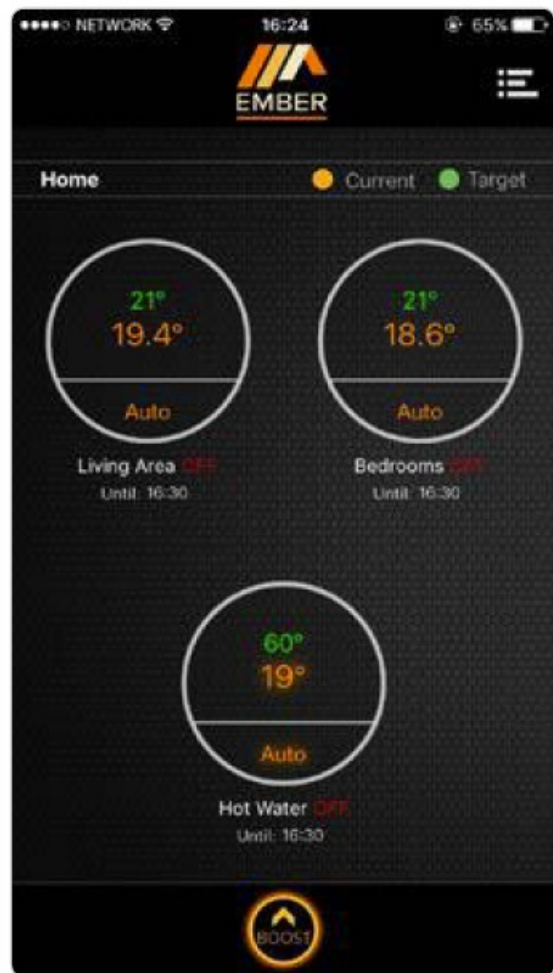 NETWORK 16:24 65%
EMBER
Home Current Target
21° 21°
19.4° 18.6°
Auto Auto
Living Area OFF Bedrooms OFF
Until: 16:30 Until: 16:30
60°
19°
Auto
Hot Water OFF
Until: 16:30
BOOST